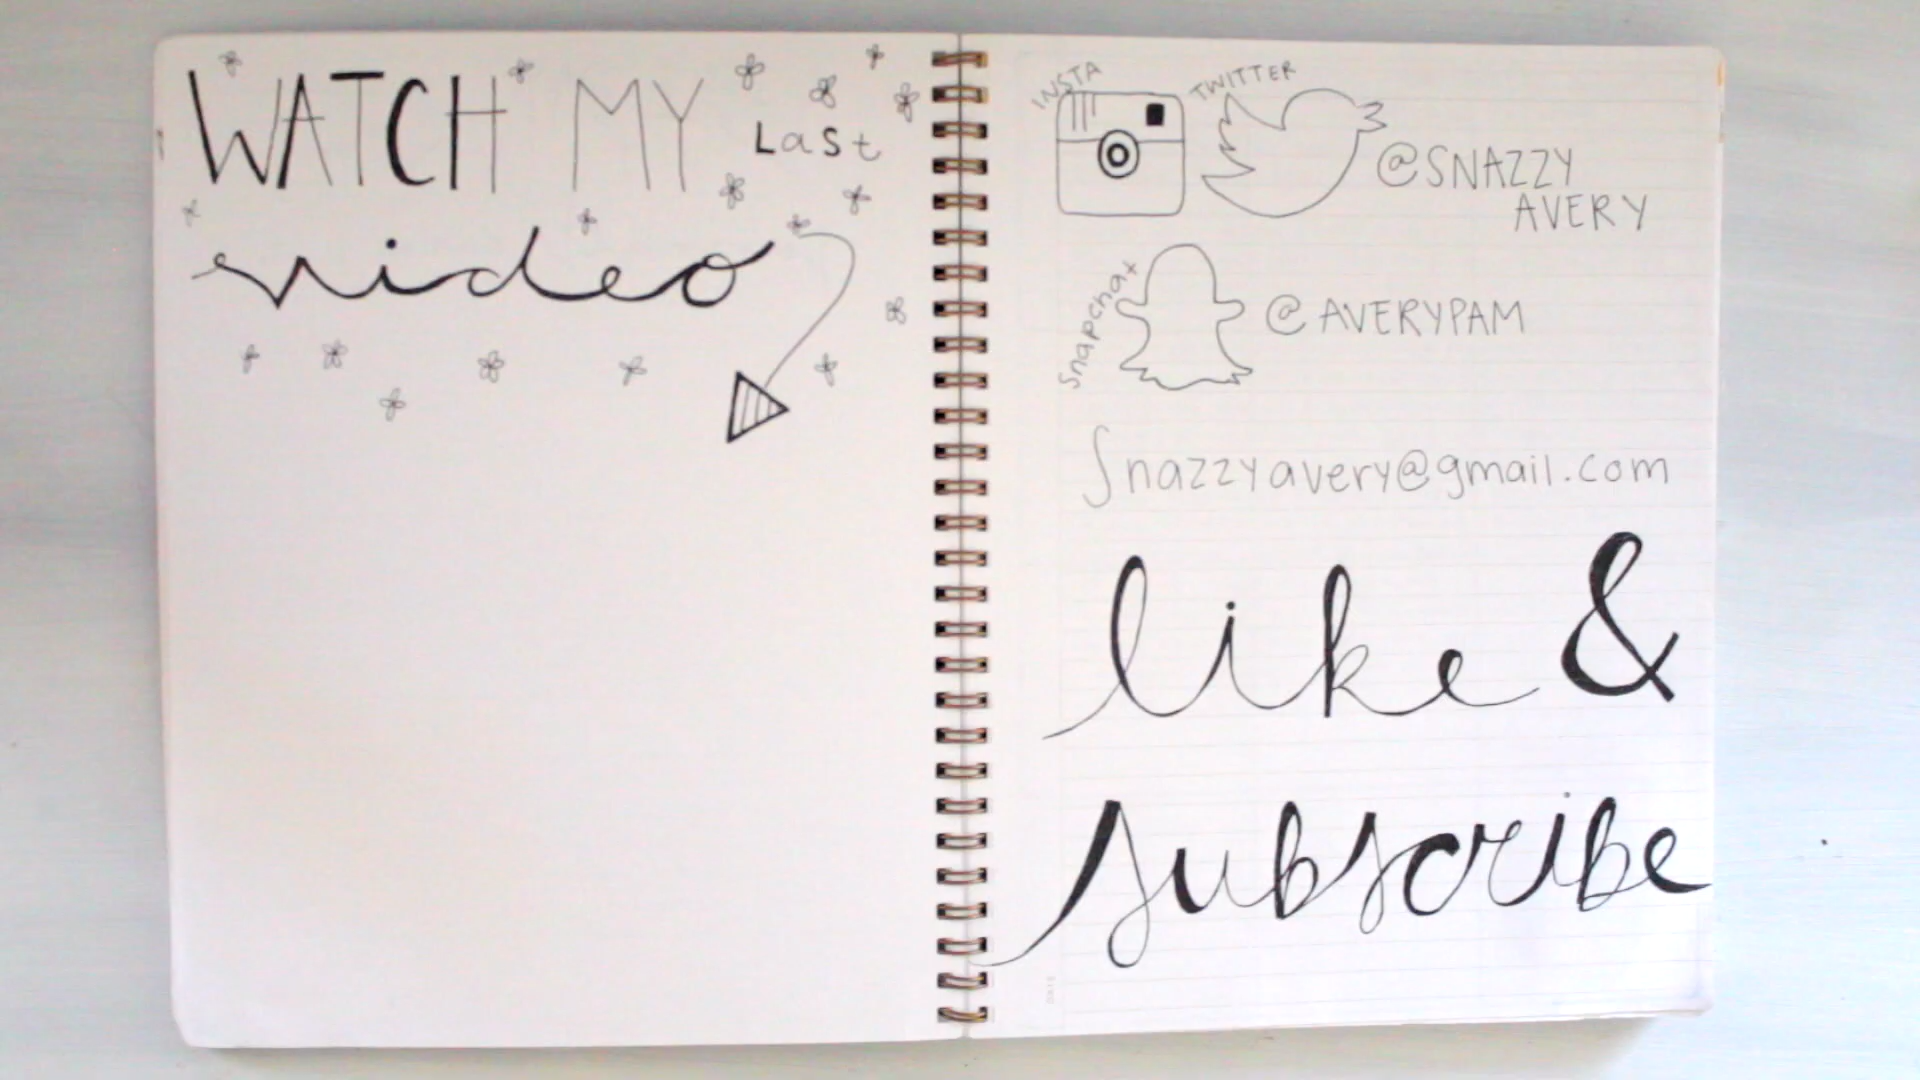 WATCH MY
Last
video
INSTA
TWITTER
@SNAZZY
AVERY
Snapchat
@AVERYPAM
Snazzyavery@gmail.com
like &
subscribe